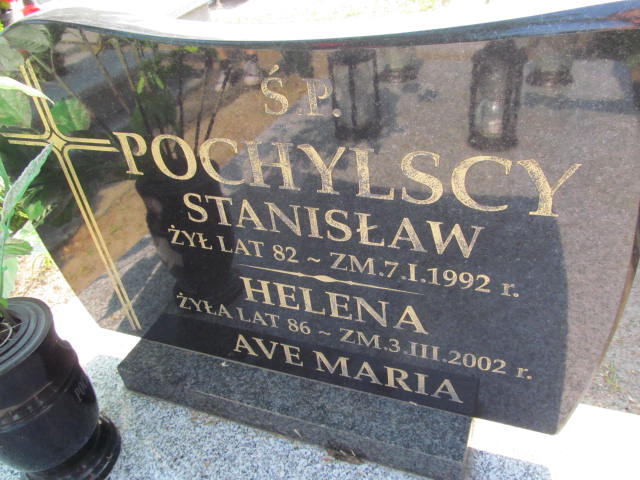 Ś.P.
POCHYLSCY
STANISŁAW
ŻYŁ LAT 82 ~ ZM.7.I.1992 r.
HELENA
ŻYŁA LAT 86 ~ ZM.3.III.2002 r.
AVE MARIA